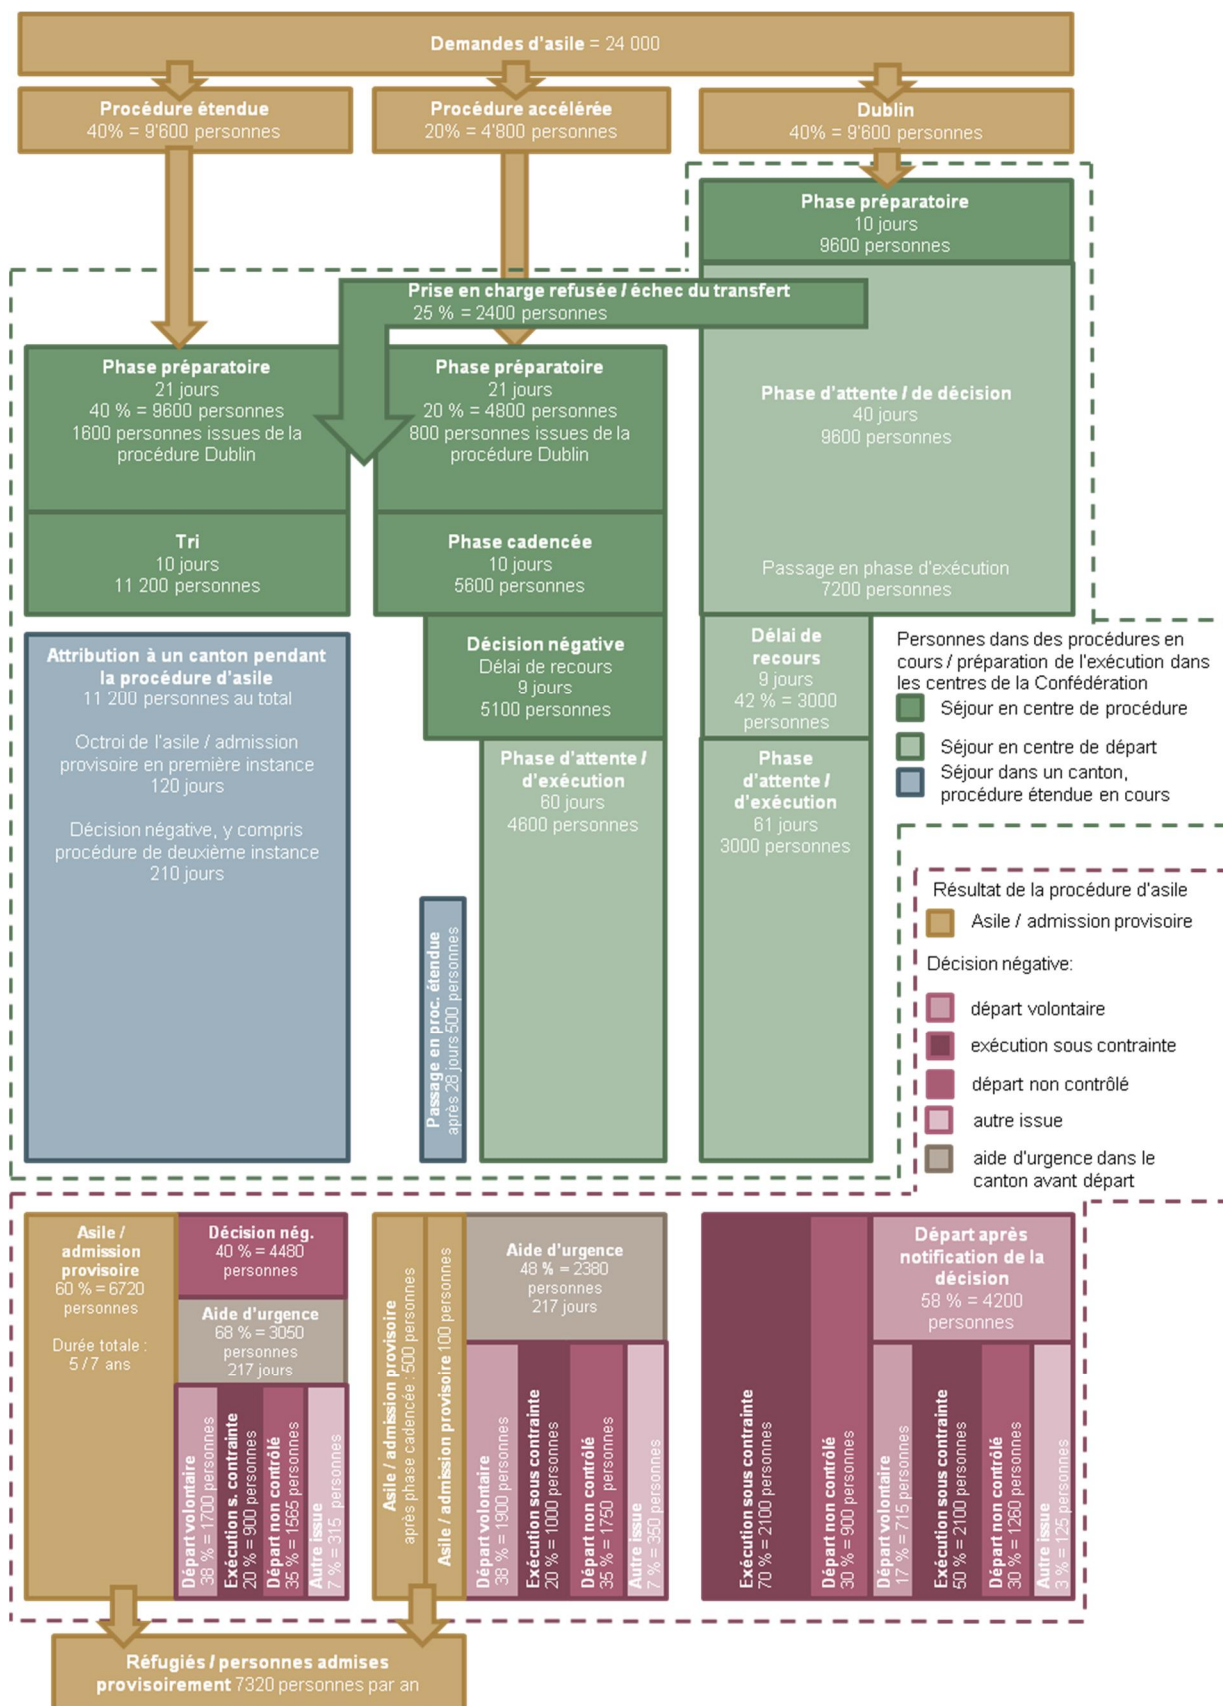 Demandes d'asile = 24 000
Procédure étendue
40% = 9'600 personnes
Procédure accélérée
20% = 4'800 personnes
Dublin
40% = 9'600 personnes
Phase préparatoire
10 jours
9600 personnes
Prise en charge refusée / échec du transfert
25 % = 2400 personnes
Phase préparatoire
21 jours
40 % = 9600 personnes
1600 personnes issues de la
procédure Dublin
Phase préparatoire
21 jours
20 % = 4800 personnes
800 personnes issues de la
procédure Dublin
Phase d'attente / de décision
40 jours
9600 personnes
Passage en phase d'exécution
7200 personnes
Tri
10 jours
11 200 personnes
Phase cadencée
10 jours
5600 personnes
Attribution à un canton pendant
la procédure d'asile
11 200 personnes au total
Octroi de l'asile / admission
provisoire en première instance
120 jours
Décision négative, y compris
procédure de deuxième instance
210 jours
Décision négative
Délai de recours
9 jours
5100 personnes
Délai de
recours
9 jours
42 % = 3000
personnes
Phase d'attente /
d'exécution
60 jours
4600 personnes
Phase
d'attente /
d'exécution
61 jours
3000 personnes
Passage en proc. étendue
après 28 jours 500 personnes
Personnes dans des procédures en
cours / préparation de l'exécution dans
les centres de la Confédération
Séjour en centre de procédure
Séjour en centre de départ
Séjour dans un canton,
procédure étendue en cours
Résultat de la procédure d'asile
Asile / admission provisoire
Décision négative:
départ volontaire
exécution sous contrainte
départ non contrôlé
autre issue
aide d'urgence dans le
canton avant départ
Asile /
admission
provisoire
60 % = 6720
personnes
Durée totale :
5 / 7 ans
Décision nég.
40 % = 4480
personnes
Aide d'urgence
68 % = 3050
personnes
217 jours
Départ volontaire
38 % = 1700 personnes
Exécution s. contrainte
20 % = 900 personnes
Départ non contrôlé
35 % = 1565 personnes
Autre issue
7 % = 315 personnes
Asile / admission provisoire
après phase cadencée : 500 personnes
Asile / admission provisoire 100 personnes
Aide d'urgence
48 % = 2380
personnes
217 jours
Départ volontaire
38 % = 1900 personnes
Exécution sous contrainte
20 % = 1000 personnes
Départ non contrôlé
35 % = 1750 personnes
Autre issue
7 % = 350 personnes
Exécution sous contrainte
70 % = 2100 personnes
Départ non contrôlé
30 % = 900 personnes
Départ après
notification de la
décision
58 % = 4200
personnes
Départ volontaire
17 % = 715 personnes
Exécution sous contrainte
50 % = 2100 personnes
Départ non contrôlé
30 % = 1260 personnes
Autre issue
3 % = 125 personnes
Réfugiés / personnes admises
provisoirement 7320 personnes par an